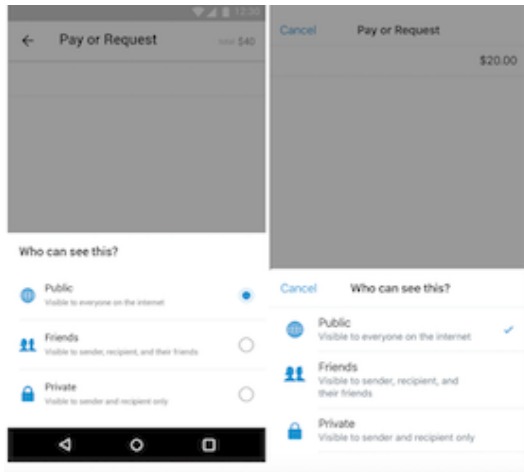 12:30
Pay or Request
$40
Who can see this?
Public
Visible to everyone on the internet
Friends
Visible to sender, recipient, and their friends
Private
Visible to sender and recipient only
Cancel
Pay or Request
$20.00
Cancel
Who can see this?
Public
Visible to everyone on the internet
Friends
Visible to sender, recipient, and
their friends
Private
Visible to sender and recipient only